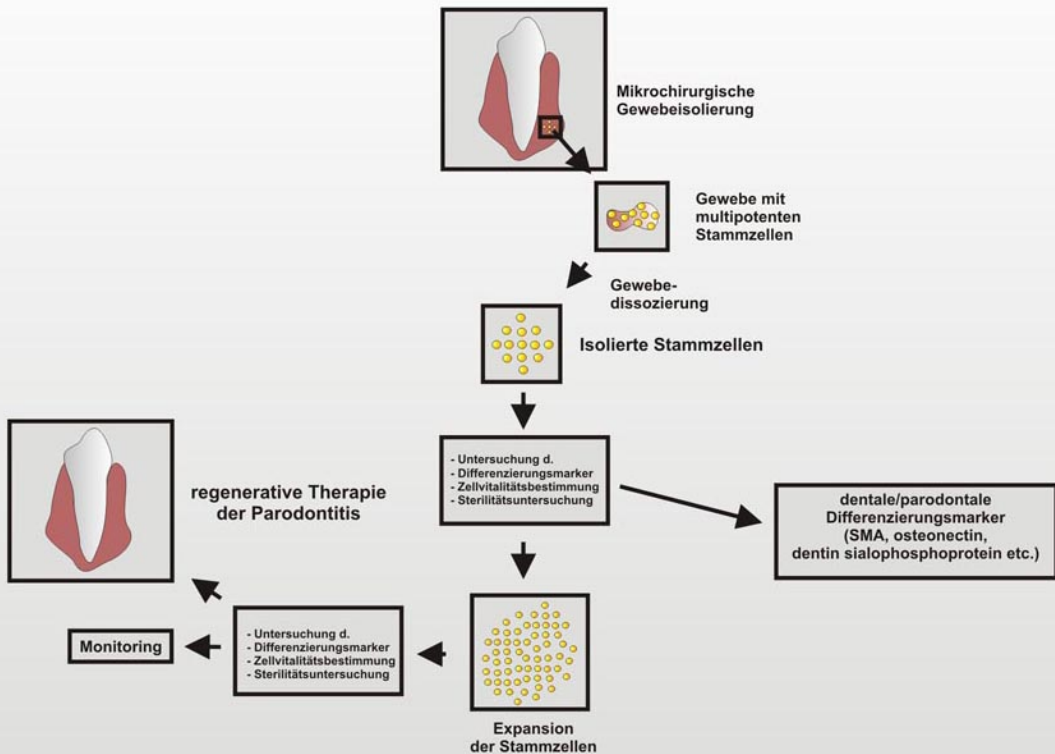 Mikrochirurgische
Gewebeisolierung
Gewebe mit
multipotenten
Stammzellen
Gewebe-
dissozierung
Isolierte Stammzellen
- Untersuchung d.
- Differenzierungsmarker
- Zellvitalitätsbestimmung
- Sterilitätsuntersuchung
dentale/parodontale
Differenzierungsmarker
(SMA, osteonectin,
dentin sialophosphoprotein etc.)
regenerative Therapie
der Parodontitis
- Untersuchung d.
- Differenzierungsmarker
- Zellvitalitätsbestimmung
- Sterilitätsuntersuchung
Monitoring
Expansion
der Stammzellen